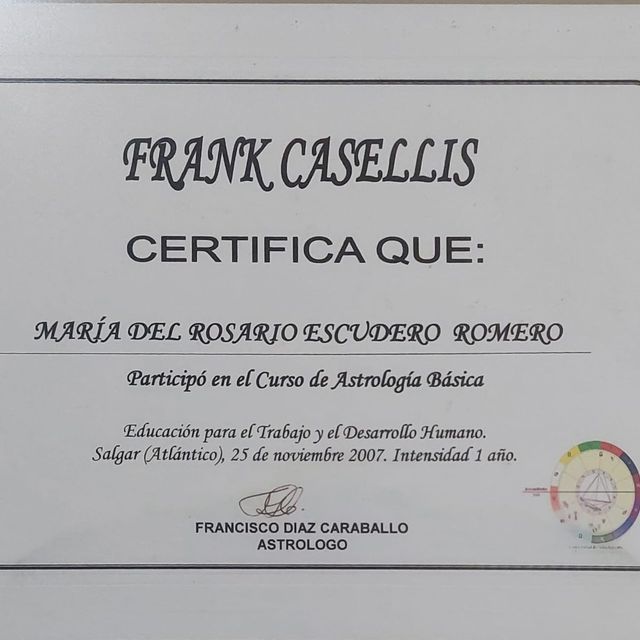 FRANK CASELLIS
CERTIFICA QUE:
MARÍA DEL ROSARIO ESCUDERO ROMERO
Participó en el Curso de Astrología Básica
Educación para el Trabajo y el Desarrollo Humano.
Salgar (Atlántico), 25 de noviembre 2007. Intensidad 1 año.
FRANCISCO DIAZ CARABALLO
ASTROLOGO